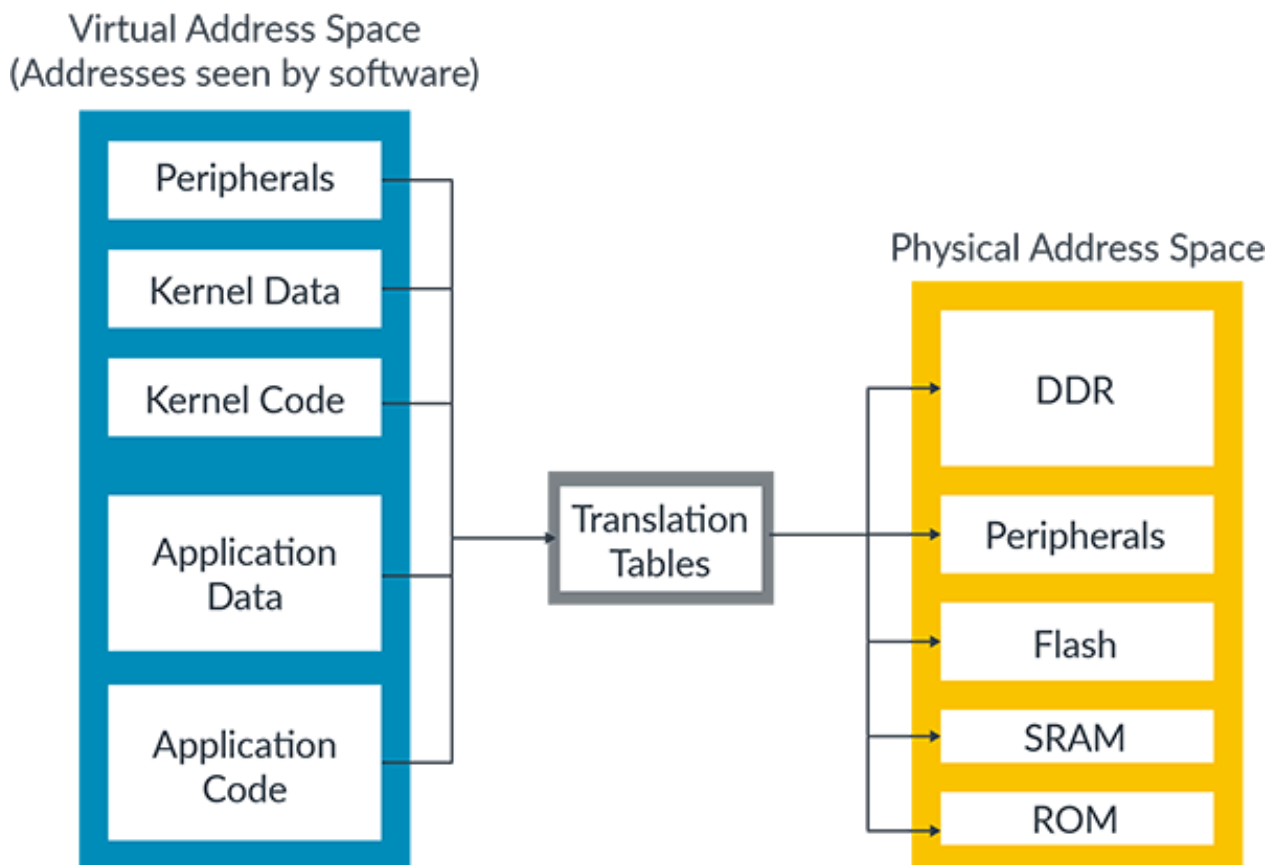 Virtual Address Space
(Addresses seen by software)
Peripherals
Kernel Data
Kernel Code
Application
Data
Application
Code
Translation
Tables
Physical Address Space
DDR
Peripherals
Flash
SRAM
ROM